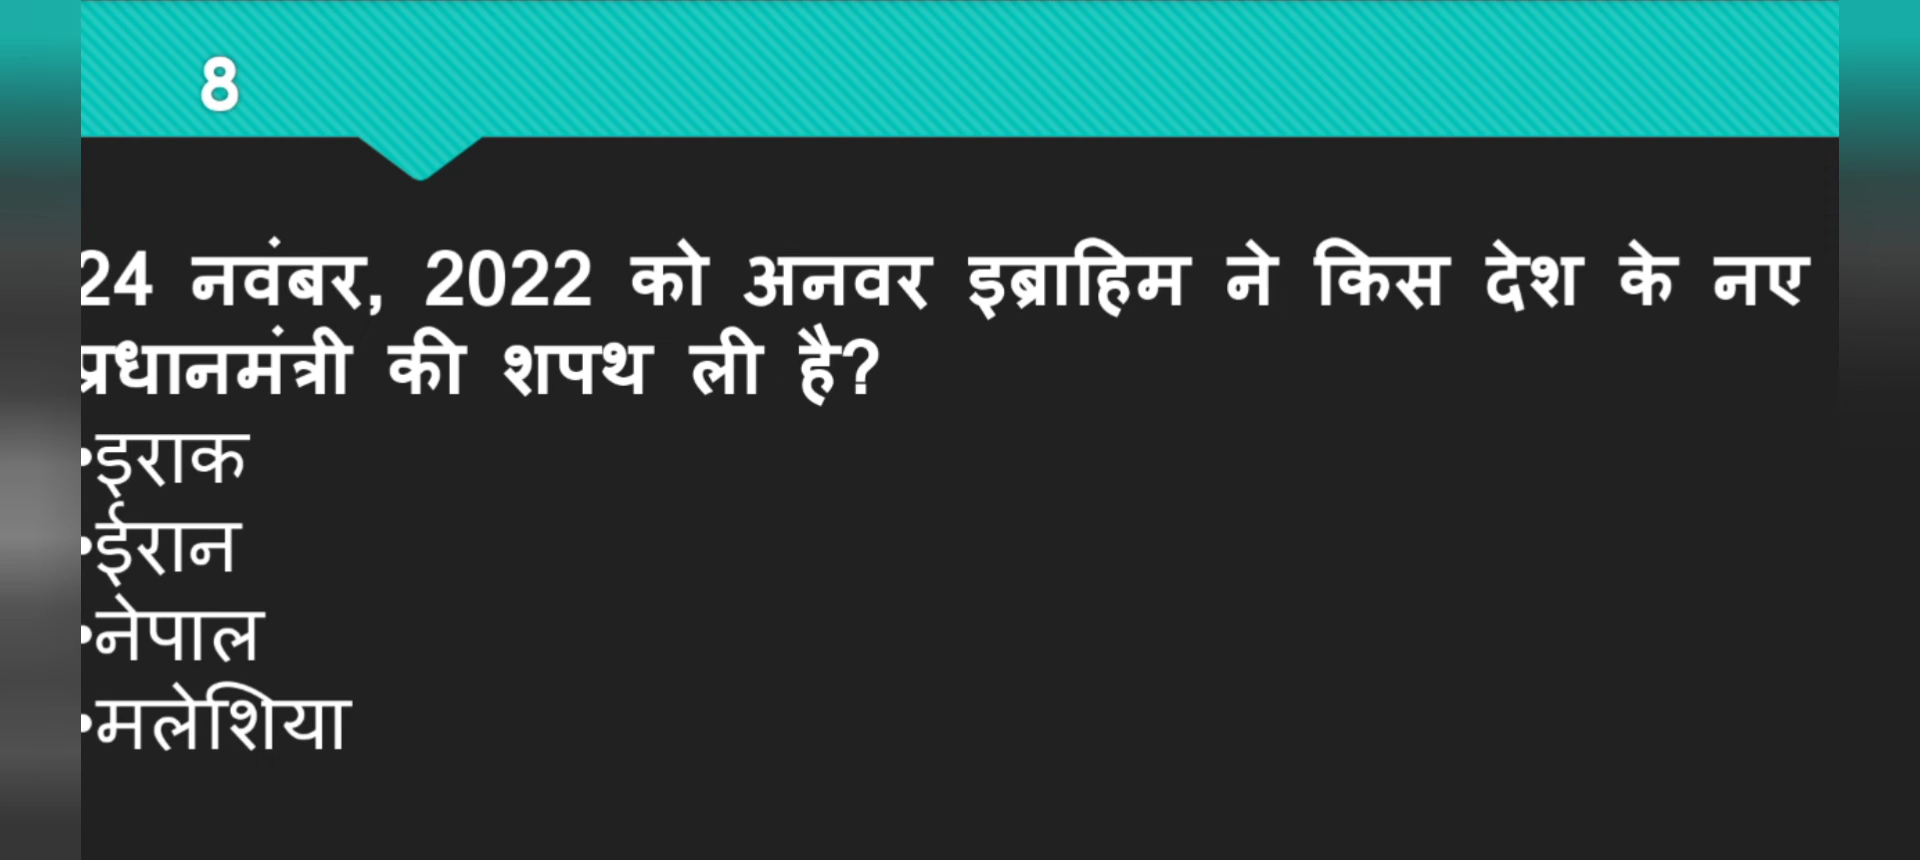 8
24 नवंबर, 2022 को अनवर इब्राहिम ने किस देश के नए
प्रधानमंत्री की शपथ ली है?
•इराक
•ईरान
•नेपाल
•मलेशिया